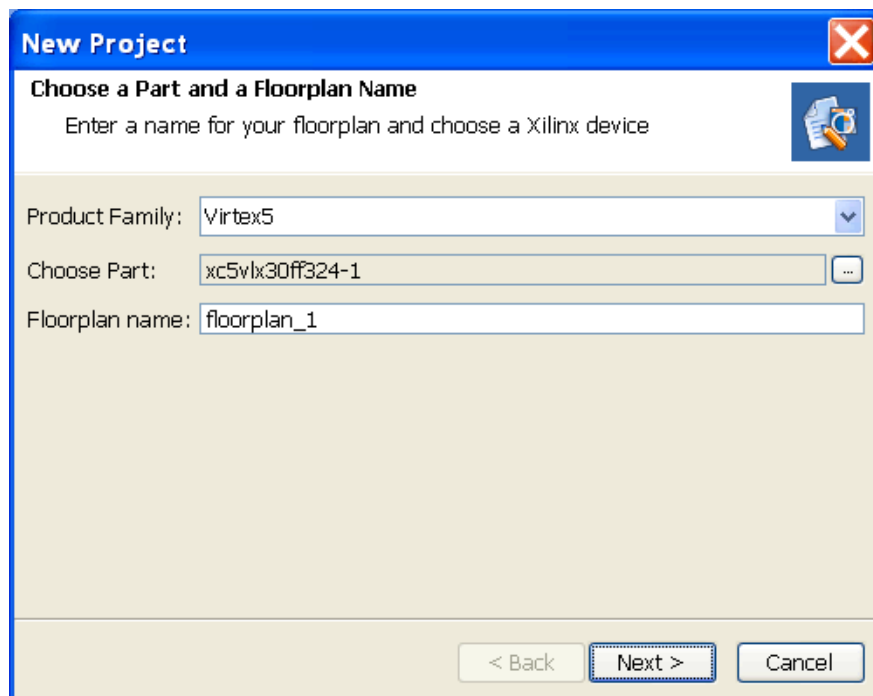 New Project
Choose a Part and a Floorplan Name
Enter a name for your floorplan and choose a Xilinx device
Product Family: Virtex5
Choose Part: xc5vlx30ff324-1 ...
Floorplan name: floorplan_1
< Back Next > Cancel